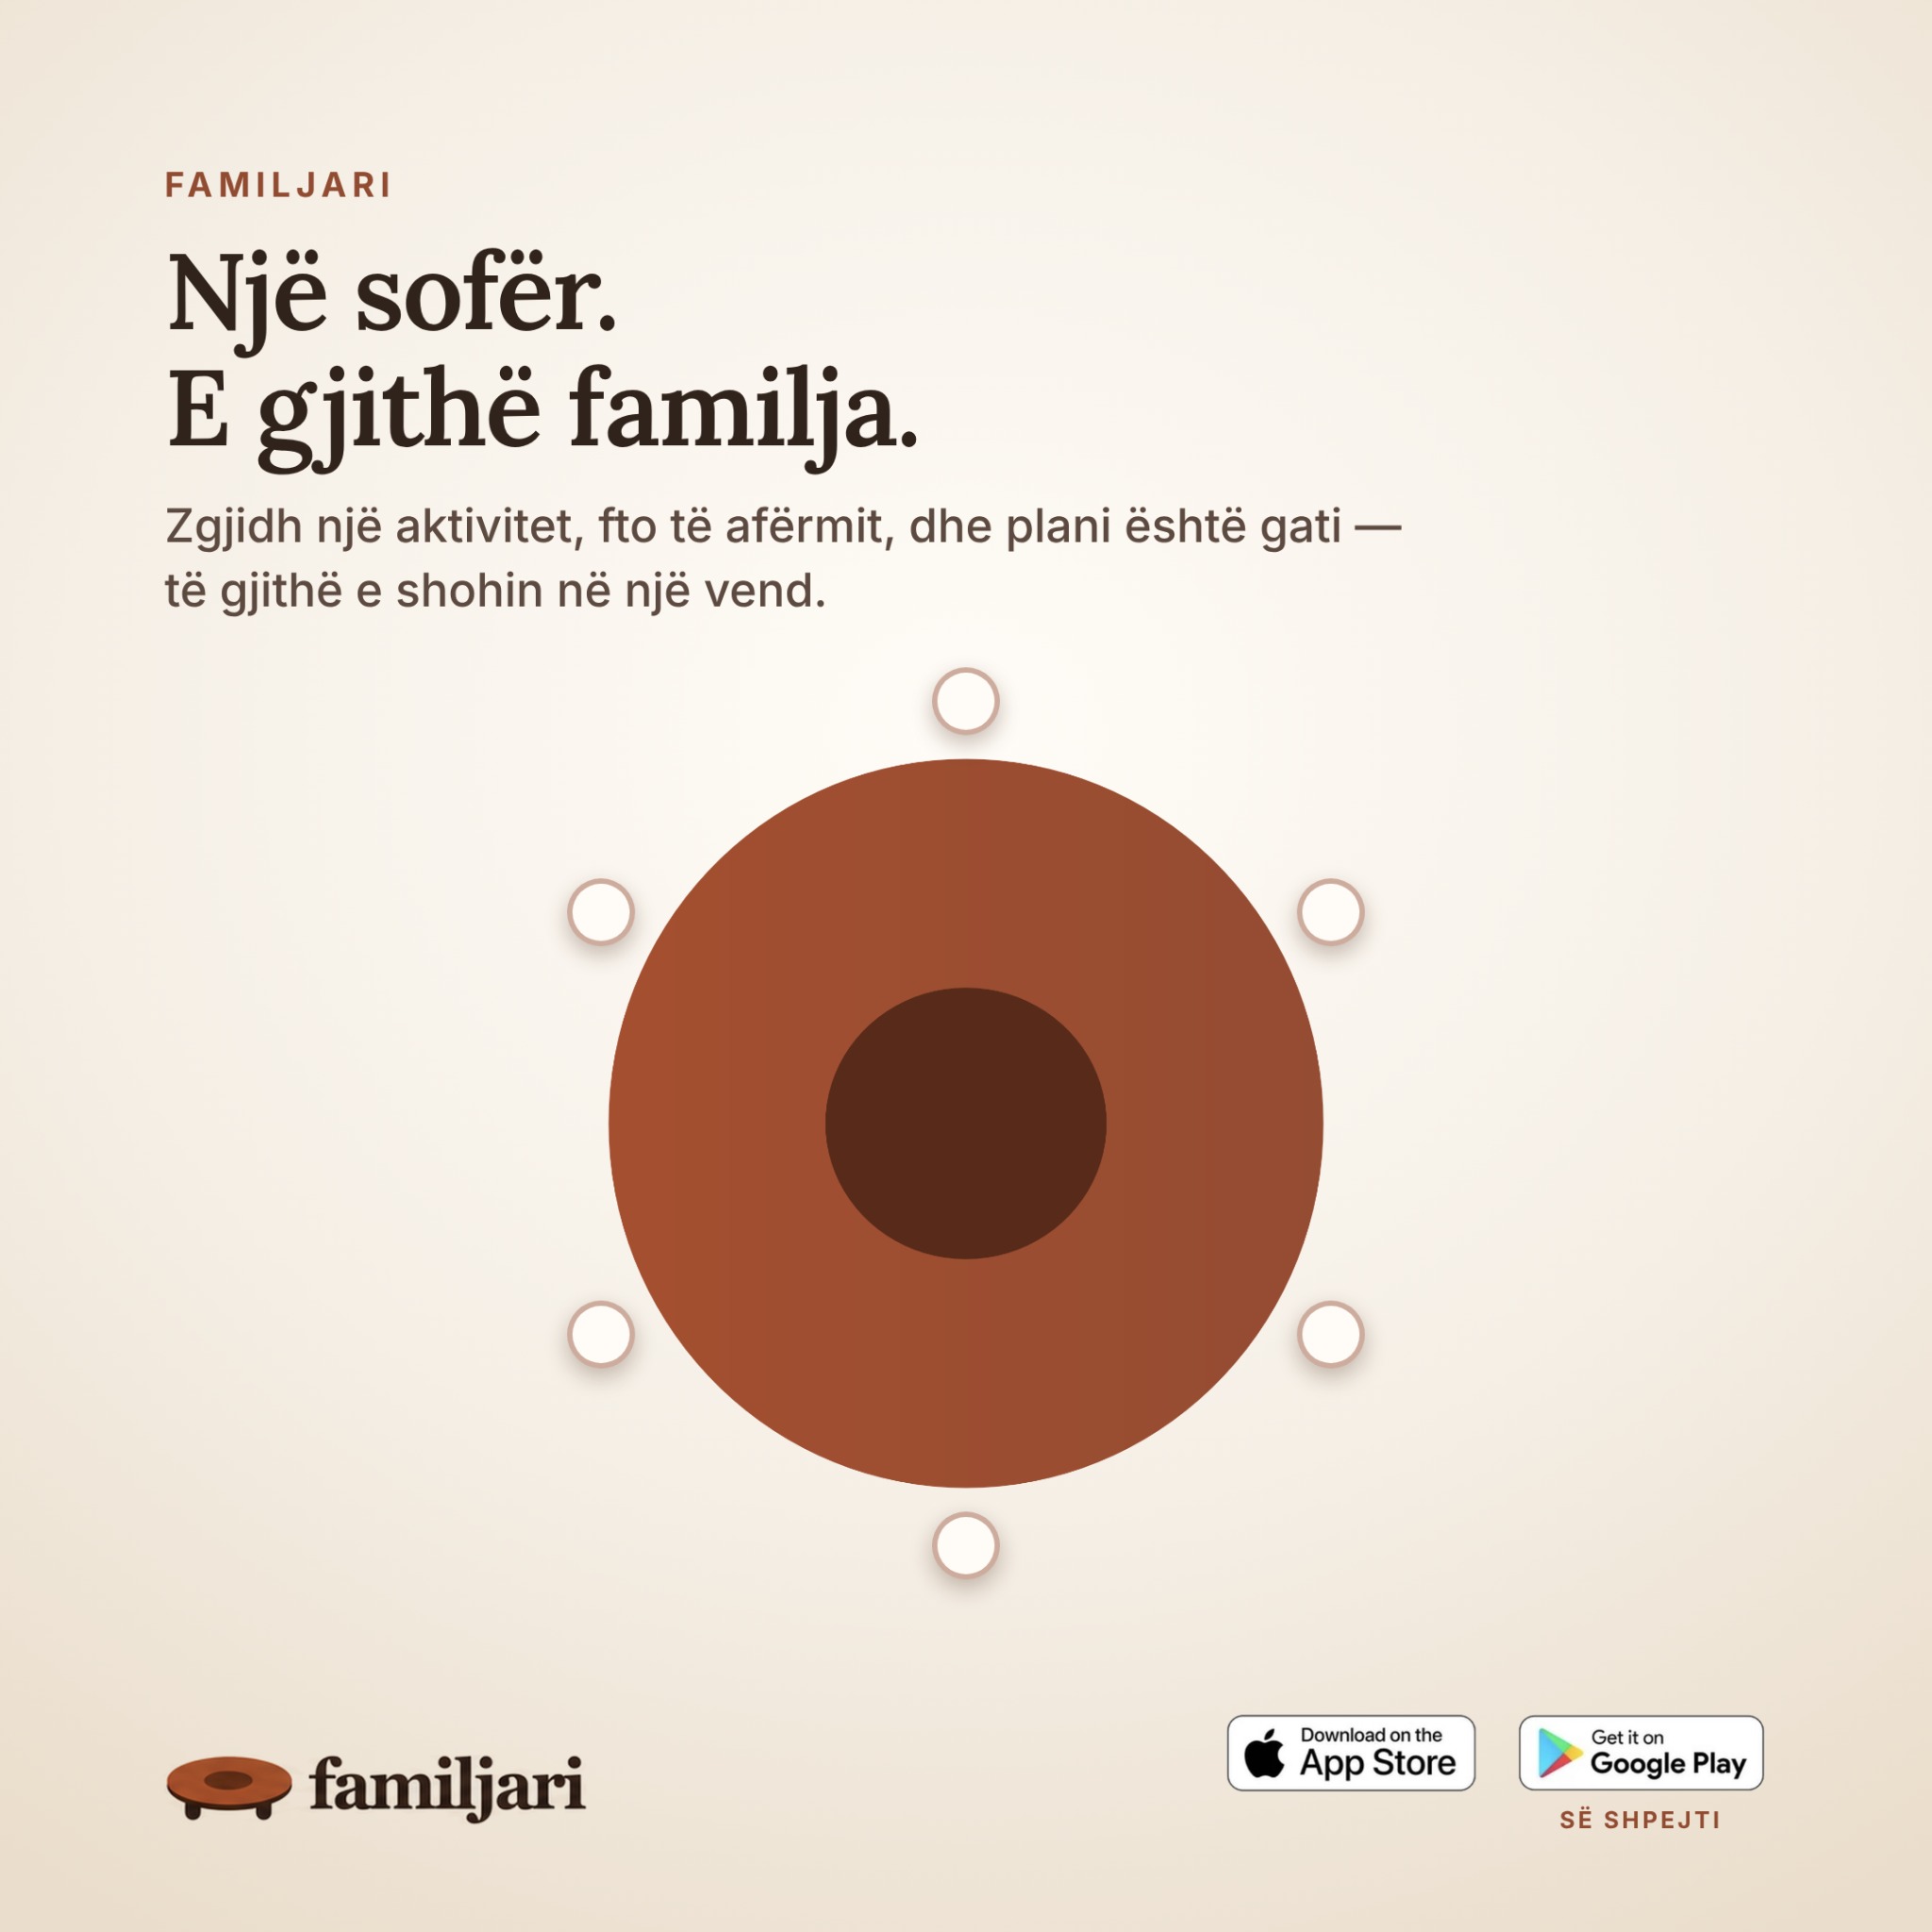 FAMILJARI
Një sofër.
E gjithë familja.
Zgjidh një aktivitet, fto të afërmit, dhe plani është gati —
të gjithë e shohin në një vend.
familjari
Download on the
App Store
Get it on
Google Play
SË SHPEJTI